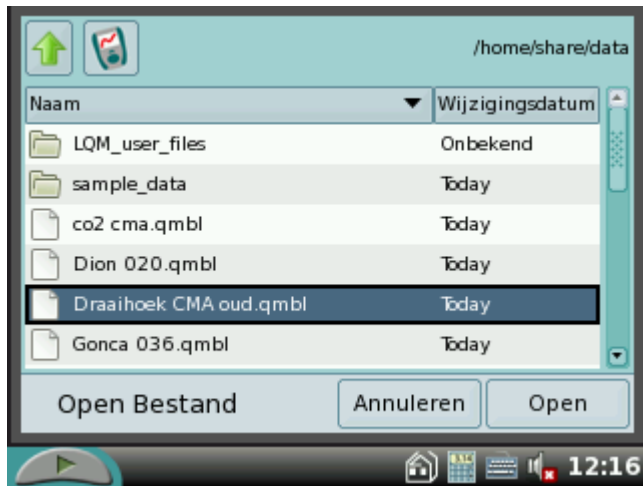 /home/share/data
Naam Wijzigingsdatum
LQM_user_files Onbekend
sample_data Today
co2 cma.qmbl Today
Dion 020.qmbl Today
Draaihoek CMA oud.qmbl Today
Gonca 036.qmbl Today
Open Bestand Annuleren Open
12:16